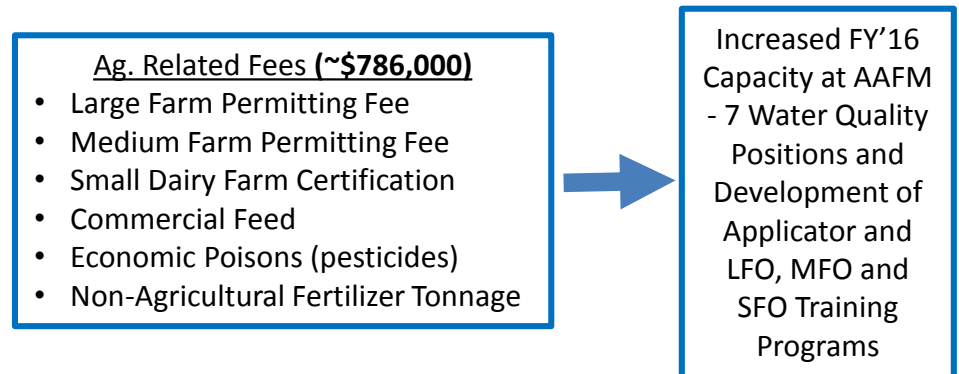 Ag. Related Fees (~$786,000)
• Large Farm Permitting Fee
• Medium Farm Permitting Fee
• Small Dairy Farm Certification
• Commercial Feed
• Economic Poisons (pesticides)
• Non-Agricultural Fertilizer Tonnage
Increased FY’16
Capacity at AAFM
- 7 Water Quality
Positions and
Development of
Applicator and
LFO, MFO and
SFO Training
Programs